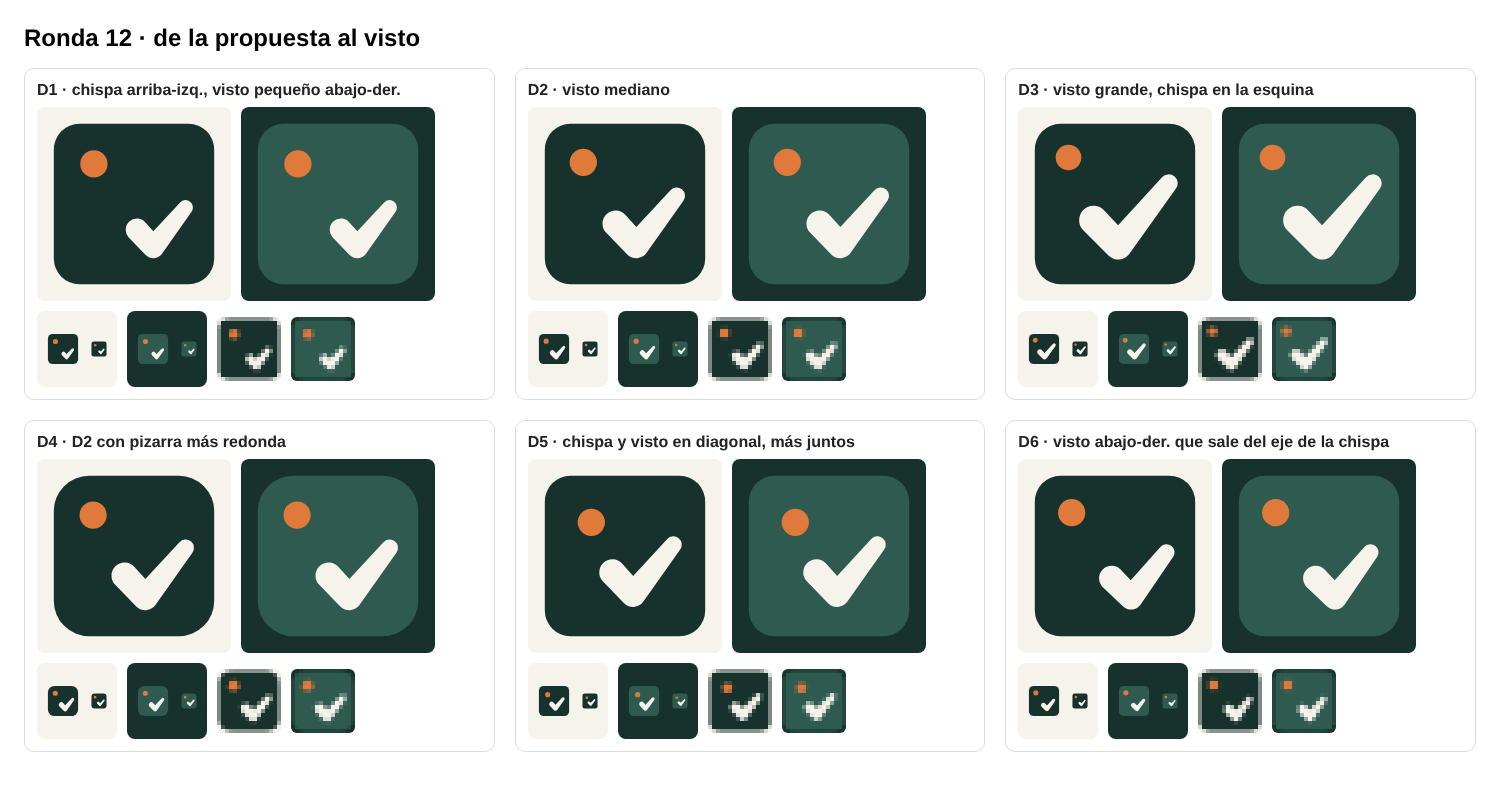 Ronda 12 · de la propuesta al visto
D1 · chispa arriba-izq., visto pequeño abajo-der.
D2 · visto mediano
D3 · visto grande, chispa en la esquina
D4 · D2 con pizarra más redonda
D5 · chispa y visto en diagonal, más juntos
D6 · visto abajo-der. que sale del eje de la chispa